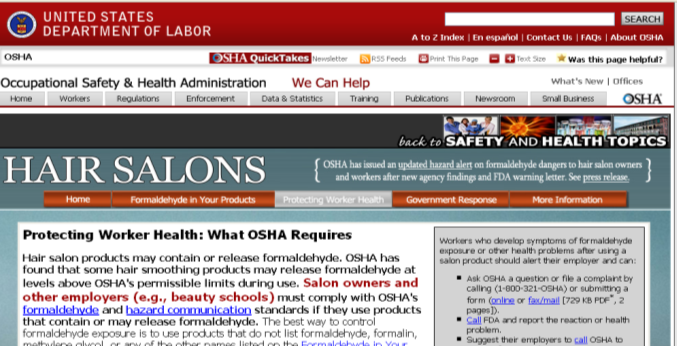 UNITED STATES
DEPARTMENT OF LABOR
SEARCH
A to Z Index | En español | Contact Us | FAQs | About OSHA
OSHA
OSHA QuickTakes Newsletter RSS Feeds Print This Page Text Size Was this page helpful?
Occupational Safety & Health Administration We Can Help
What's New | Offices
Home Workers Regulations Enforcement Data & Statistics Training Publications Newsroom Small Business OSHA
back to SAFETY AND HEALTH TOPICS
HAIR SALONS
{ OSHA has issued an updated hazard alert on formaldehyde dangers to hair salon owners
and workers after new agency findings and FDA warning letter. See press release. }
Home Formaldehyde in Your Products Protecting Worker Health Government Response More Information
Protecting Worker Health: What OSHA Requires
Hair salon products may contain or release formaldehyde. OSHA has
found that some hair smoothing products may release formaldehyde at
levels above OSHA's permissible limits during use. Salon owners and
other employers (e.g., beauty schools) must comply with OSHA's
formaldehyde and hazard communication standards if they use products
that contain or may release formaldehyde. The best way to control
formaldehyde exposure is to use products that do not list formaldehyde, formalin,
methylene glycol, or any of the other names listed on the Formaldehyde in Your
Workers who develop symptoms of formaldehyde
exposure or other health problems after using a
salon product should alert their employer and can:
■ Ask OSHA a question or file a complaint by
calling (1-800-321-OSHA) or submitting a
form (online or fax/mail [729 KB PDF*, 2
pages]).
■ Call FDA and report the reaction or health
problem.
■ Suggest their employers to call OSHA to